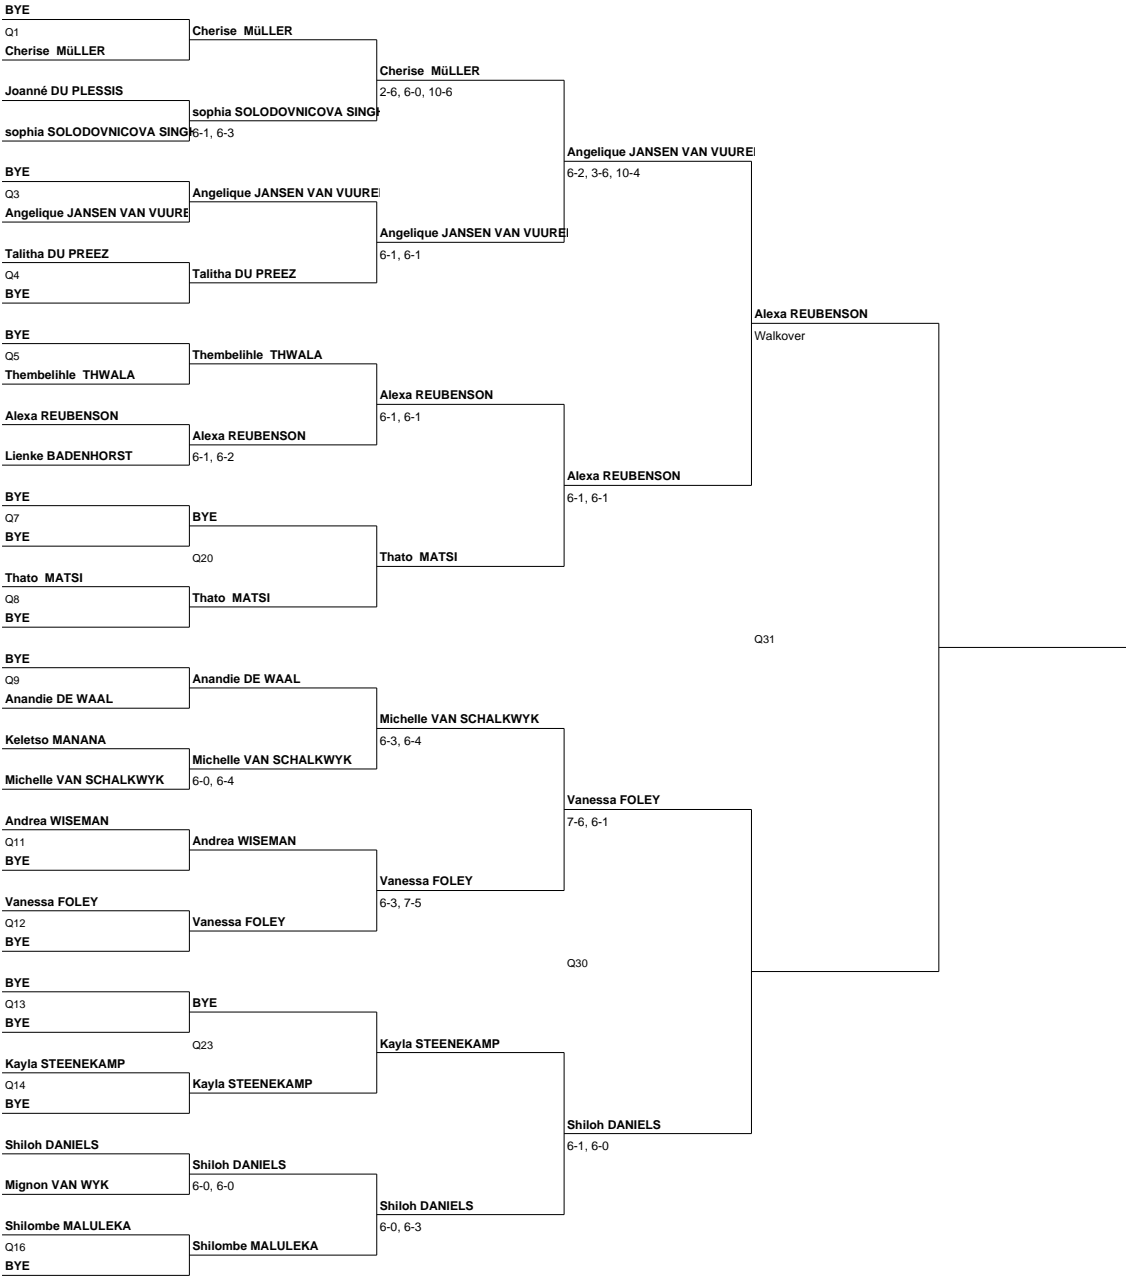 BYE
Q1
Cherise MüLLER
Joanné DU PLESSIS
sophia SOLODOVNICOVA SINGH
BYE
Q3
Angelique JANSEN VAN VUURE
Talitha DU PREEZ
Q4
BYE
BYE
Q5
Thembelihle THWALA
Alexa REUBENSON
Lienke BADENHORST
BYE
Q7
BYE
Thato MATSI
Q8
BYE
BYE
Q9
Anandie DE WAAL
Keletso MANANA
Michelle VAN SCHALKWYK
Andrea WISEMAN
Q11
BYE
Vanessa FOLEY
Q12
BYE
BYE
Q13
BYE
Kayla STEENEKAMP
Q14
BYE
Shiloh DANIELS
Mignon VAN WYK
Shilombe MALULEKA
Q16
BYE
Cherise MüLLER
sophia SOLODOVNICOVA SINGH
6-1, 6-3
Angelique JANSEN VAN VUURE
Talitha DU PREEZ
Thembelihle THWALA
Alexa REUBENSON
6-1, 6-2
BYE
Q20
Thato MATSI
Anandie DE WAAL
Michelle VAN SCHALKWYK
6-0, 6-4
Andrea WISEMAN
Vanessa FOLEY
BYE
Q23
Kayla STEENEKAMP
Shiloh DANIELS
6-0, 6-0
Shilombe MALULEKA
Cherise MüLLER
2-6, 6-0, 10-6
Angelique JANSEN VAN VUURE
6-1, 6-1
Alexa REUBENSON
6-1, 6-1
Thato MATSI
Michelle VAN SCHALKWYK
6-3, 6-4
Vanessa FOLEY
6-3, 7-5
Kayla STEENEKAMP
Shiloh DANIELS
6-0, 6-3
Angelique JANSEN VAN VUURE
6-2, 3-6, 10-4
Alexa REUBENSON
6-1, 6-1
Vanessa FOLEY
7-6, 6-1
Q30
Shiloh DANIELS
6-1, 6-0
Alexa REUBENSON
Walkover
Q31